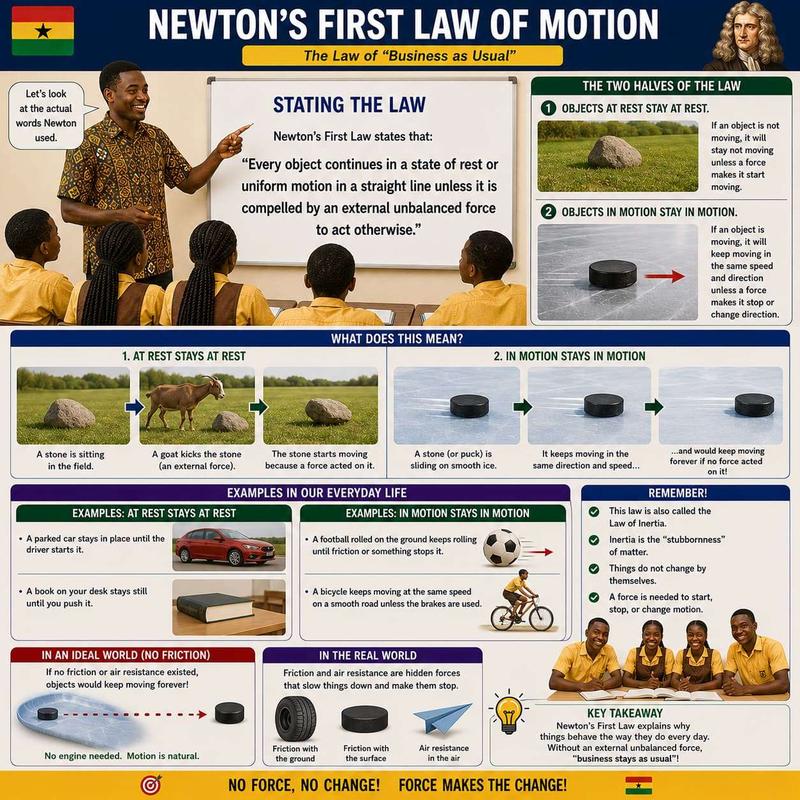 NEWTON'S FIRST LAW OF MOTION
The Law of "Business as Usual"
Let's look
at the actual
words Newton
used.
STATING THE LAW
Newton's First Law states that:
"Every object continues in a state of rest or
uniform motion in a straight line unless it is
compelled by an external unbalanced force
to act otherwise."
THE TWO HALVES OF THE LAW
1 OBJECTS AT REST STAY AT REST.
If an object is not
moving, it will
stay not moving
unless a force
makes it start
moving.
2 OBJECTS IN MOTION STAY IN MOTION.
If an object is
moving, it will
keep moving in
the same speed
and direction
unless a force
makes it stop or
change direction.
WHAT DOES THIS MEAN?
1. AT REST STAYS AT REST
A stone is sitting
in the field.
A goat kicks the stone
(an external force).
The stone starts moving
because a force acted on it.
2. IN MOTION STAYS IN MOTION
A stone (or puck) is
sliding on smooth ice.
It keeps moving in the
same direction and speed...
...and would keep moving
forever if no force acted
on it!
EXAMPLES IN OUR EVERYDAY LIFE
EXAMPLES: AT REST STAYS AT REST
• A parked car stays in place until the
driver starts it.
• A book on your desk stays still
until you push it.
EXAMPLES: IN MOTION STAYS IN MOTION
• A football rolled on the ground keeps rolling
until friction or something stops it.
• A bicycle keeps moving at the same speed
on a smooth road unless the brakes are used.
REMEMBER!
This law is also called the
Law of Inertia.
Inertia is the "stubbornness"
of matter.
Things do not change by
themselves.
A force is needed to start,
stop, or change motion.
IN AN IDEAL WORLD (NO FRICTION)
If no friction or air resistance existed,
objects would keep moving forever!
No engine needed. Motion is natural.
IN THE REAL WORLD
Friction and air resistance are hidden forces
that slow things down and make them stop.
Friction with
the ground
Friction with
the surface
Air resistance
in the air
KEY TAKEAWAY
Newton's First Law explains why
things behave the way they do every day.
Without an external unbalanced force,
"business stays as usual"!
NO FORCE, NO CHANGE! FORCE MAKES THE CHANGE!